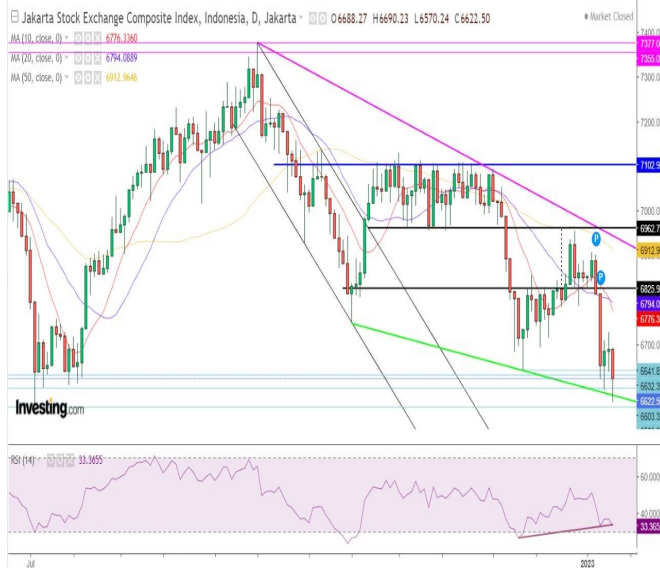 Jakarta Stock Exchange Composite Index, Indonesia, D, Jakarta O6688.27 H6690.23 L6570.24 C6622.50 Market Closed
MA (10, close, 0) 6776.3360
MA (20, close, 0) 6794.0889
MA (50, close, 0) 6912.9646
7400.0
7377.0
7355.0
7300.0
7102.9
7000.0
6962.7
6912.9
6825.9
6794.0
6776.3
6700.0
6641.8
6632.3
6622.5
6603.3
P
P
Investing.com
RSI (14) 33.3655
60.000
40.000
33.365
Jul
2023